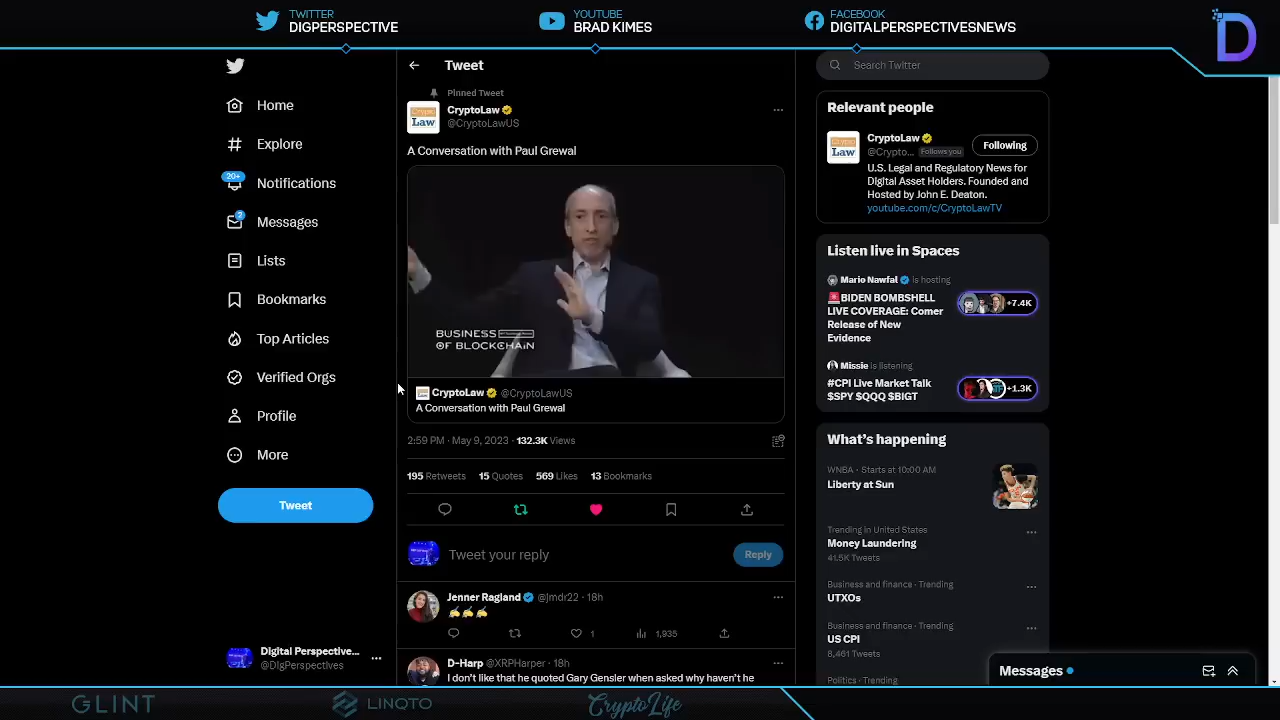 TWITTER
DIGPERSPECTIVE
YOUTUBE
BRAD KIMES
FACEBOOK
DIGITALPERSPECTIVESNEWS
D
Home
Explore
20+
Notifications
2
Messages
Lists
Bookmarks
Top Articles
Verified Orgs
Profile
More
Tweet
Digital Perspective...
@DIgPerspectives
Tweet
Pinned Tweet
Crypto
Law
CryptoLaw
@CryptoLawUS
A Conversation with Paul Grewal
BUSINESS
OF BLOCKCHAIN
CryptoLaw @CryptoLawUS
A Conversation with Paul Grewal
2:59 PM · May 9, 2023 · 132.3K Views
195 Retweets 15 Quotes 569 Likes 13 Bookmarks
Tweet your reply
Reply
Jenner Ragland @jmdr22 · 18h
1
1,935
D-Harp @XRPHarper · 18h
I don't like that he quoted Gary Gensler when asked why haven't he
Search Twitter
Relevant people
Crypto
Law
CryptoLaw
@Crypto... Follows you
Following
U.S. Legal and Regulatory News for
Digital Asset Holders. Founded and
Hosted by John E. Deaton.
youtube.com/c/CryptoLawTV
Listen live in Spaces
Mario Nawfal is hosting
🚨BIDEN BOMBSHELL
LIVE COVERAGE: Comer
Release of New
Evidence
+7.4K
Missie is listening
#CPI Live Market Talk
$SPY $QQQ $BIGT
+1.3K
What's happening
WNBA · Starts at 10:00 AM
Liberty at Sun
Trending in United States
Money Laundering
41.5K Tweets
Business and finance · Trending
UTXOs
Business and finance · Trending
US CPI
8,461 Tweets
Politics · Trending
Messages
GLINT
LINQTO
CryptoLife